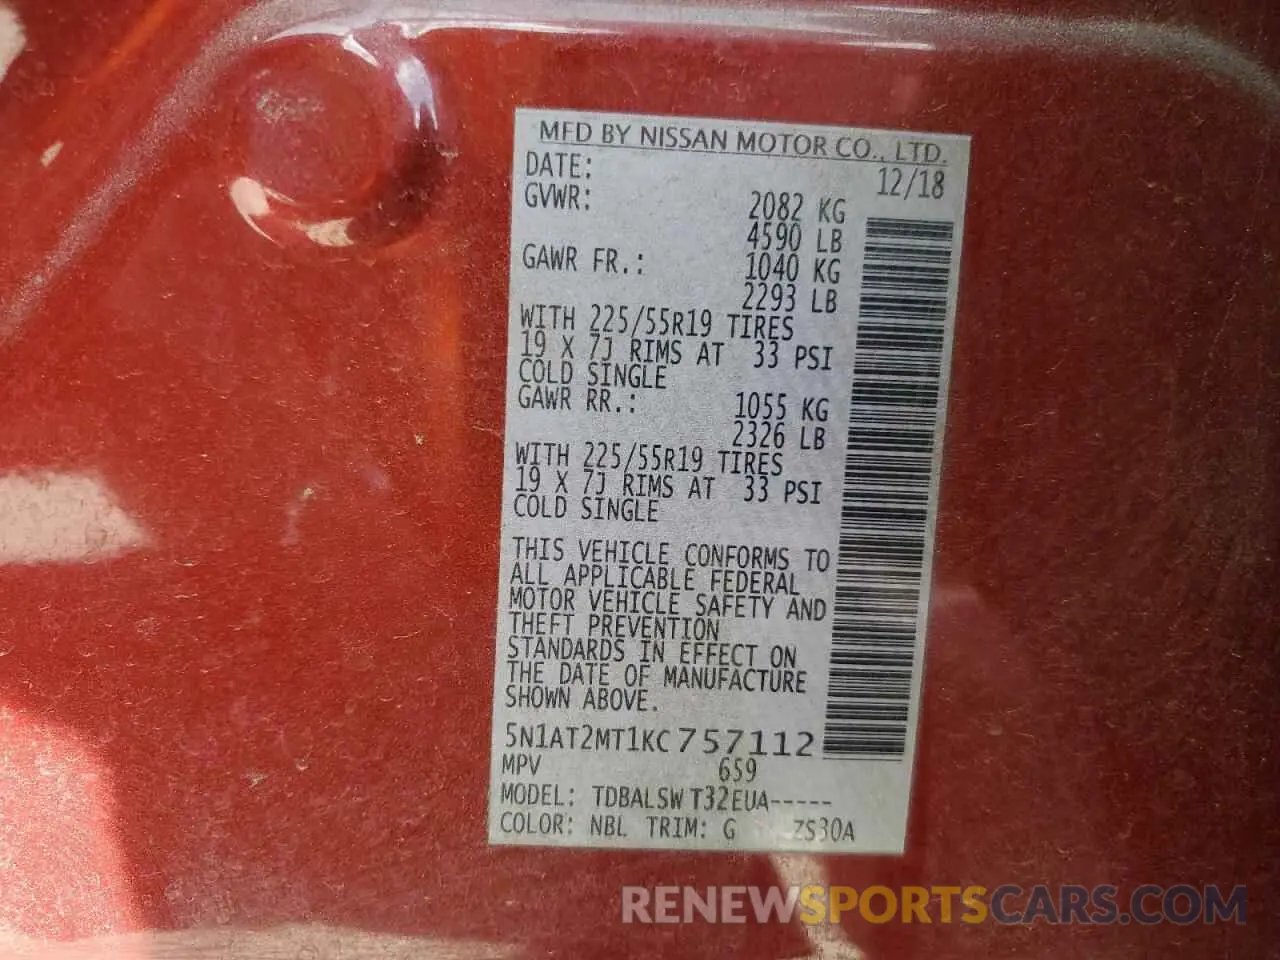 MFD BY NISSAN MOTOR CO., LTD.
DATE: 12/18
GVWR: 2082 KG
4590 LB
GAWR FR.: 1040 KG
2293 LB
WITH 225/55R19 TIRES
19 X 7J RIMS AT 33 PSI
COLD SINGLE
GAWR RR.: 1055 KG
2326 LB
WITH 225/55R19 TIRES
19 X 7J RIMS AT 33 PSI
COLD SINGLE
THIS VEHICLE CONFORMS TO
ALL APPLICABLE FEDERAL
MOTOR VEHICLE SAFETY AND
THEFT PREVENTION
STANDARDS IN EFFECT ON
THE DATE OF MANUFACTURE
SHOWN ABOVE.
5N1AT2MT1KC757112
MPV 6S9
MODEL: TDBALSW T32EUA-----
COLOR: NBL TRIM: G ZS30A
RENEWSPORTSCARS.COM